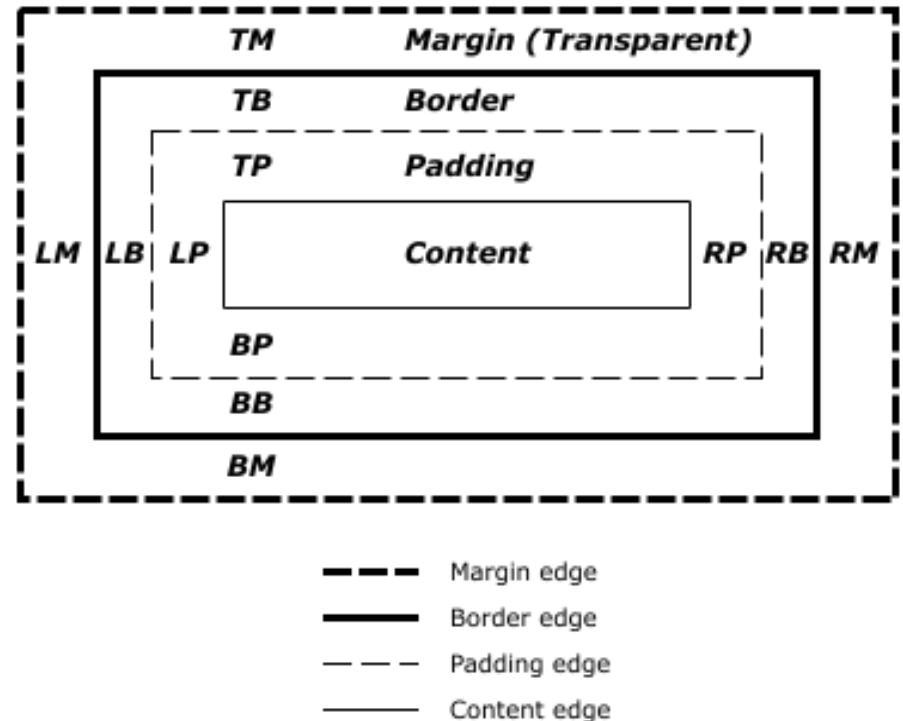 TM Margin (Transparent)
TB Border
TP Padding
LM LB LP Content RP RB RM
BP
BB
BM
Margin edge
Border edge
Padding edge
Content edge